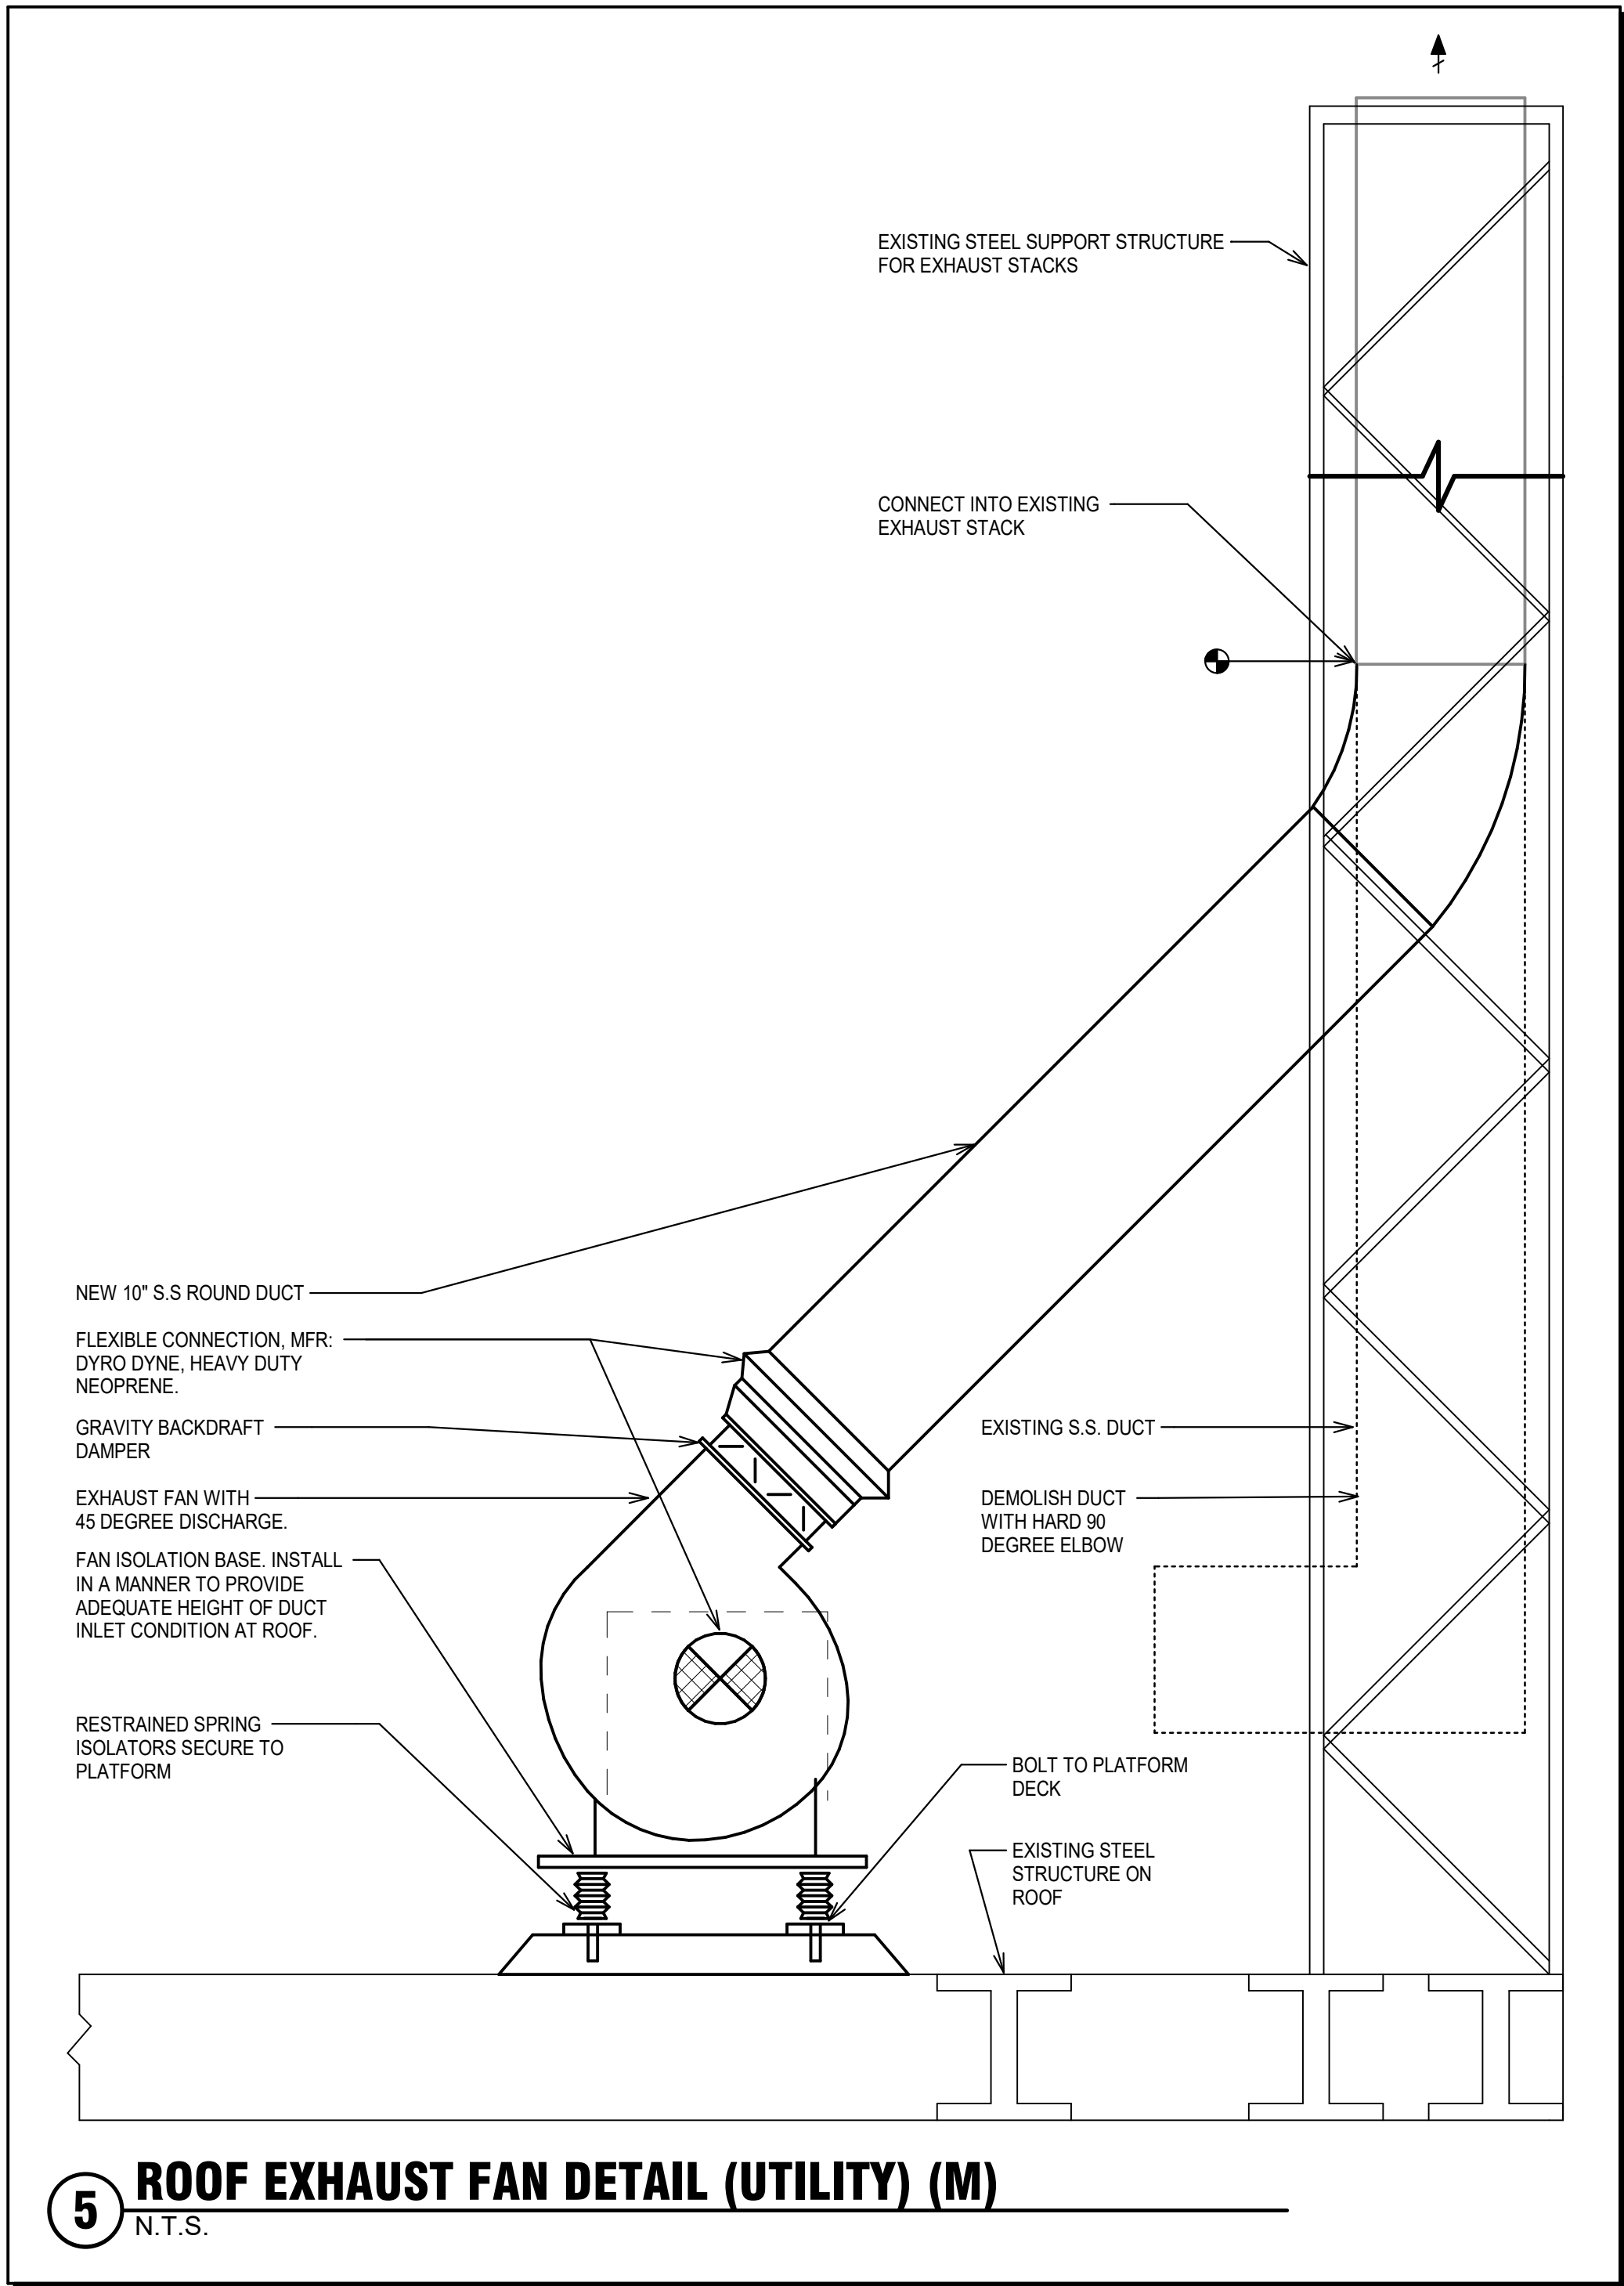 EXISTING STEEL SUPPORT STRUCTURE
FOR EXHAUST STACKS
CONNECT INTO EXISTING
EXHAUST STACK
NEW 10" S.S ROUND DUCT
FLEXIBLE CONNECTION, MFR:
DYRO DYNE, HEAVY DUTY
NEOPRENE.
GRAVITY BACKDRAFT
DAMPER
EXHAUST FAN WITH
45 DEGREE DISCHARGE.
FAN ISOLATION BASE. INSTALL
IN A MANNER TO PROVIDE
ADEQUATE HEIGHT OF DUCT
INLET CONDITION AT ROOF.
RESTRAINED SPRING
ISOLATORS SECURE TO
PLATFORM
EXISTING S.S. DUCT
DEMOLISH DUCT
WITH HARD 90
DEGREE ELBOW
BOLT TO PLATFORM
DECK
EXISTING STEEL
STRUCTURE ON
ROOF
5
ROOF EXHAUST FAN DETAIL (UTILITY) (M)
N.T.S.